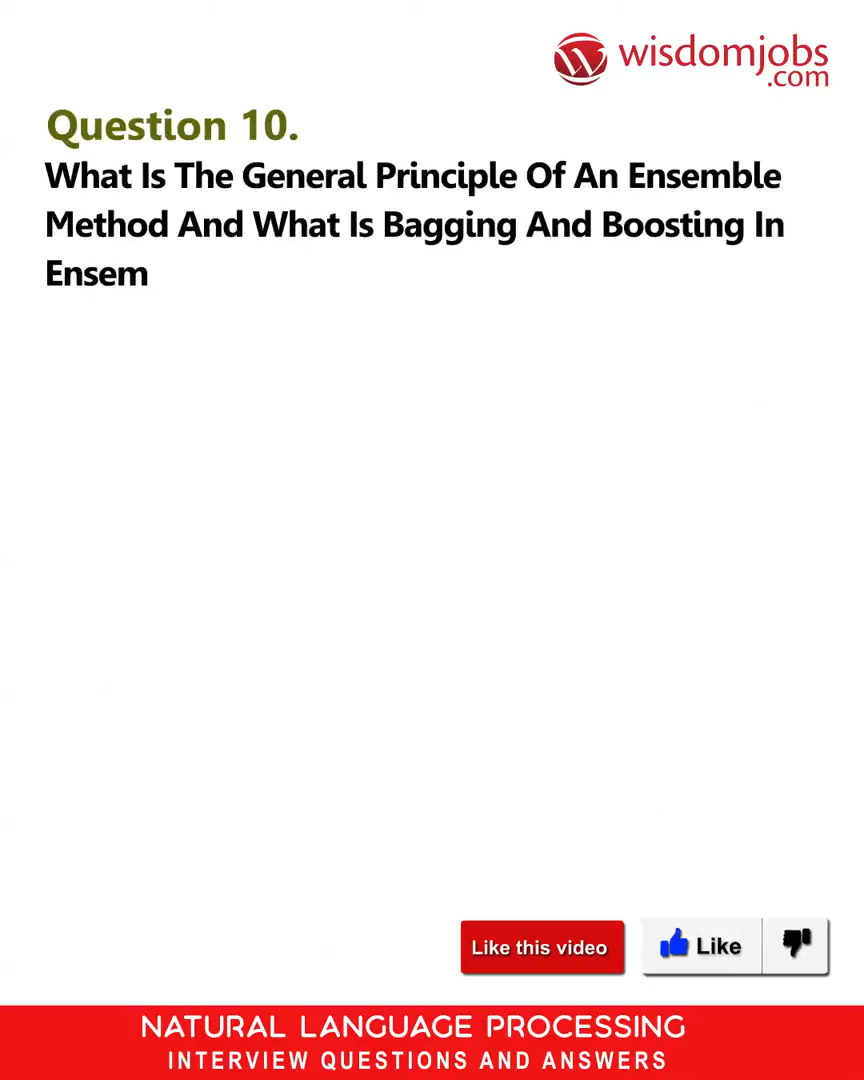 wisdomjobs
.com
Question 10.
What Is The General Principle Of An Ensemble
Method And What Is Bagging And Boosting In
Ensem
Like this video
Like
NATURAL LANGUAGE PROCESSING
INTERVIEW QUESTIONS AND ANSWERS